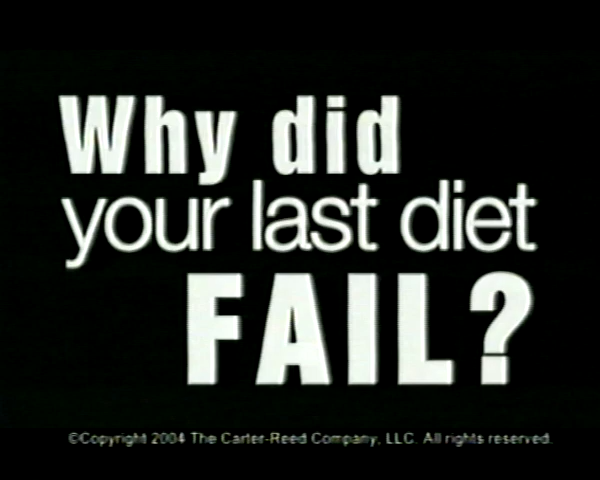 Why did
your last diet
FAIL?
©Copyright 2004 The Carter-Reed Company, LLC. All rights reserved.